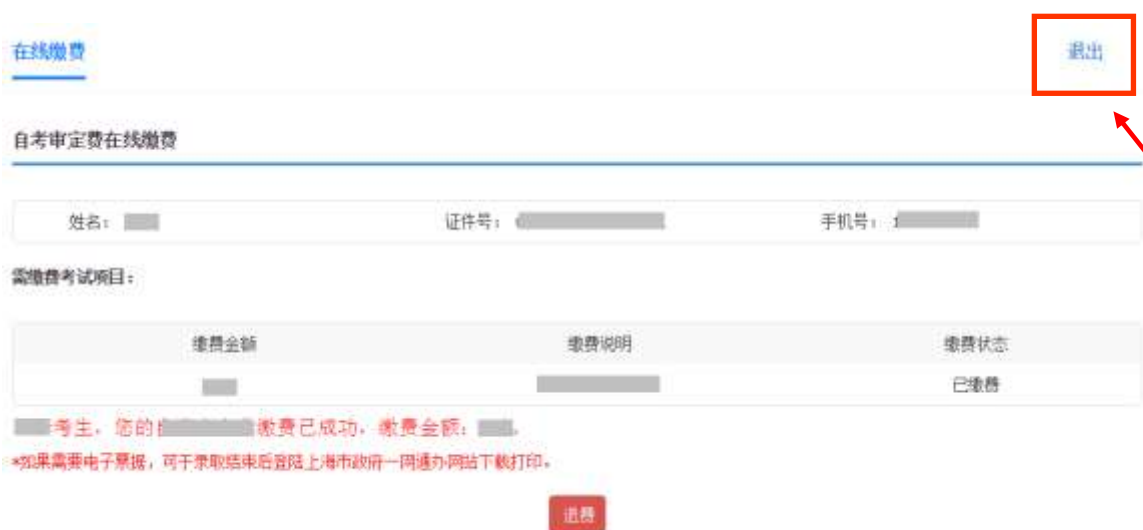 在线缴费
退出
自考审定费在线缴费
姓名：
证件号：
手机号：
需缴费考试项目：
缴费金额 缴费说明 缴费状态
已缴费
考生，您的 缴费已成功，缴费金额：
*如果需要电子票据，可于录取结束后登陆上海市政府一网通办网站下载打印。
退费